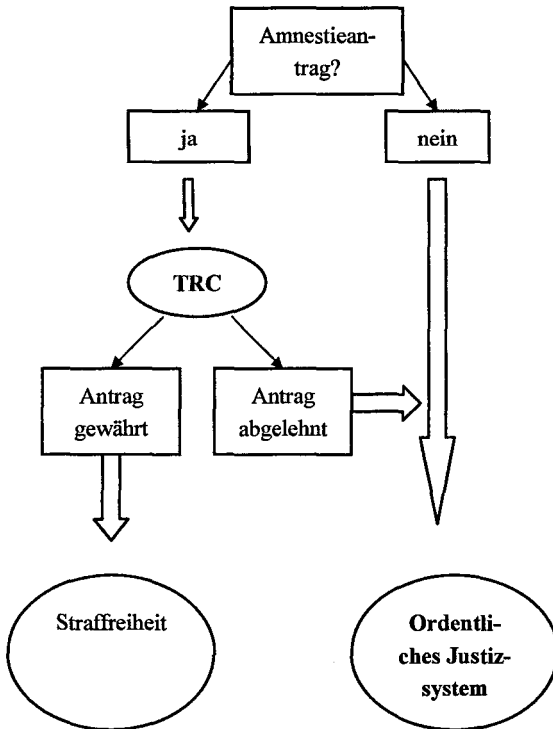 Amnestiean-
trag?
ja
nein
TRC
Antrag
gewährt
Antrag
abgelehnt
Straffreiheit
Ordentli-
ches Justiz-
system